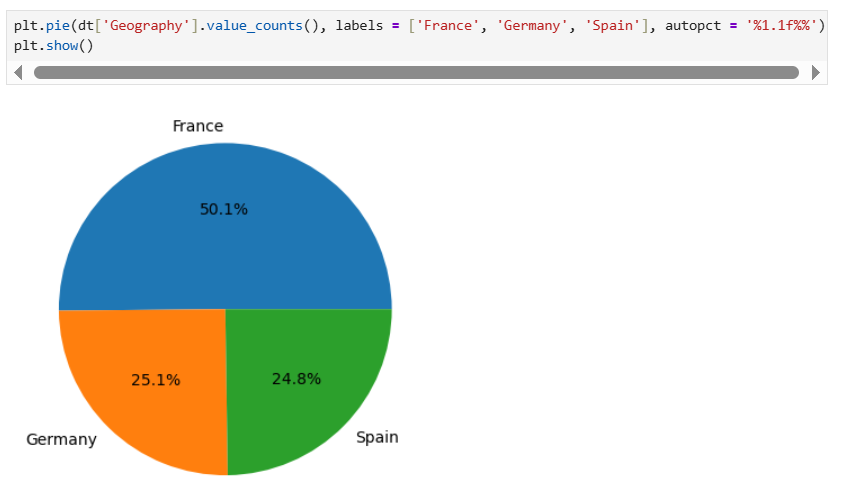 plt.pie(dt['Geography'].value_counts(), labels = ['France', 'Germany', 'Spain'], autopct = '%1.1f%%')
plt.show()
France
50.1%
25.1%
24.8%
Germany
Spain